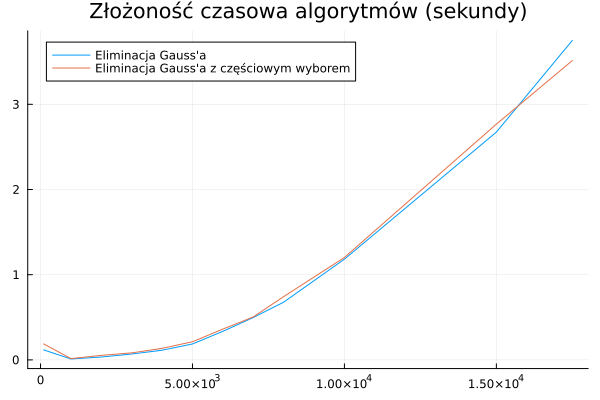 Złożoność czasowa algorytmów (sekundy)
Eliminacja Gauss'a
Eliminacja Gauss'a z częściowym wyborem
3
2
1
0
0 5.00×10³ 1.00×10⁴ 1.50×10⁴